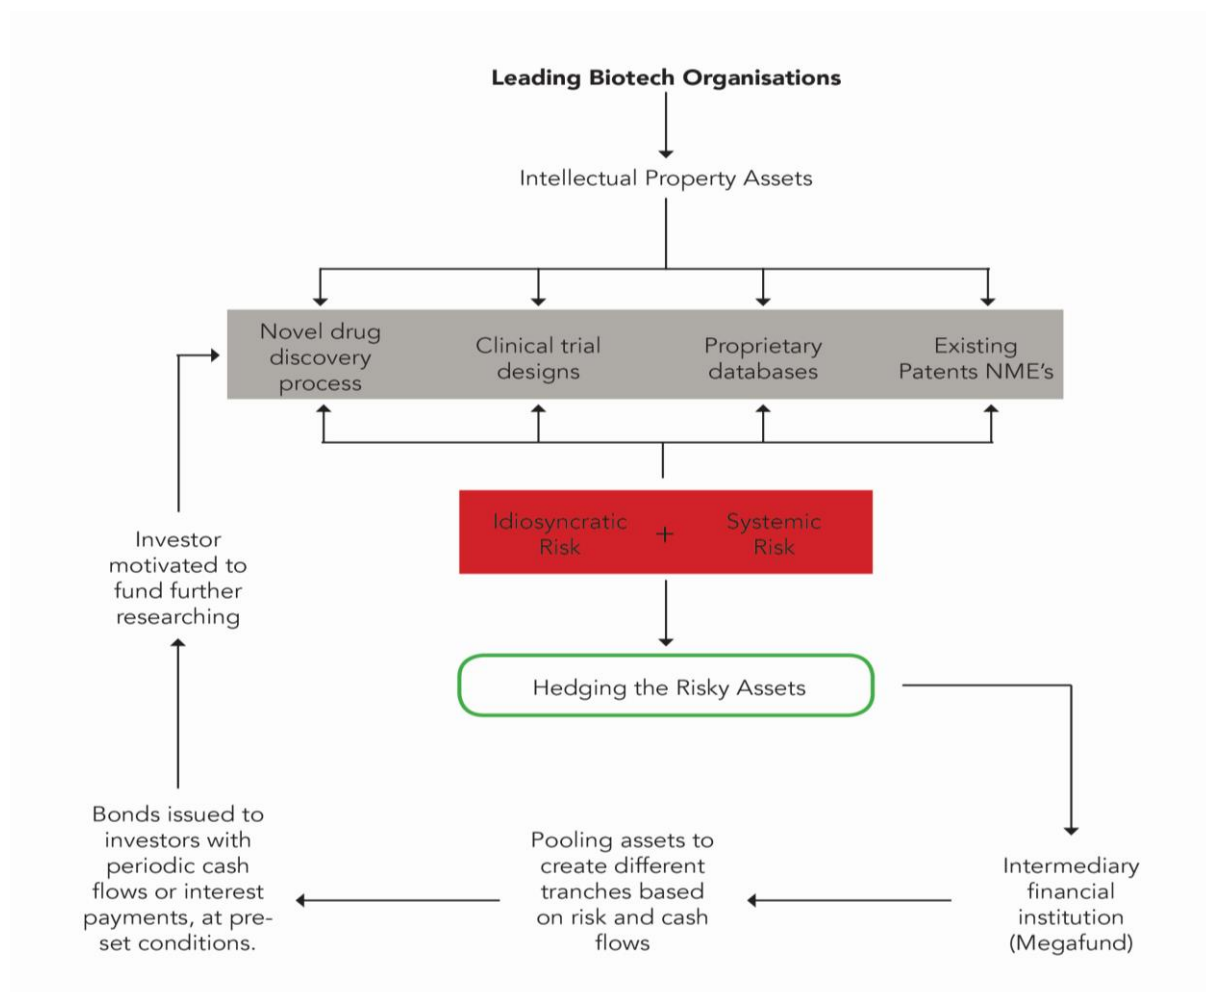 Leading Biotech Organisations
Intellectual Property Assets
Novel drug
discovery
process
Clinical trial
designs
Proprietary
databases
Existing
Patents NME's
Idiosyncratic
Risk
+
Systemic
Risk
Hedging the Risky Assets
Investor
motivated to
fund further
researching
Bonds issued to
investors with
periodic cash
flows or interest
payments, at pre-
set conditions.
Pooling assets to
create different
tranches based
on risk and cash
flows
Intermediary
financial
institution
(Megafund)